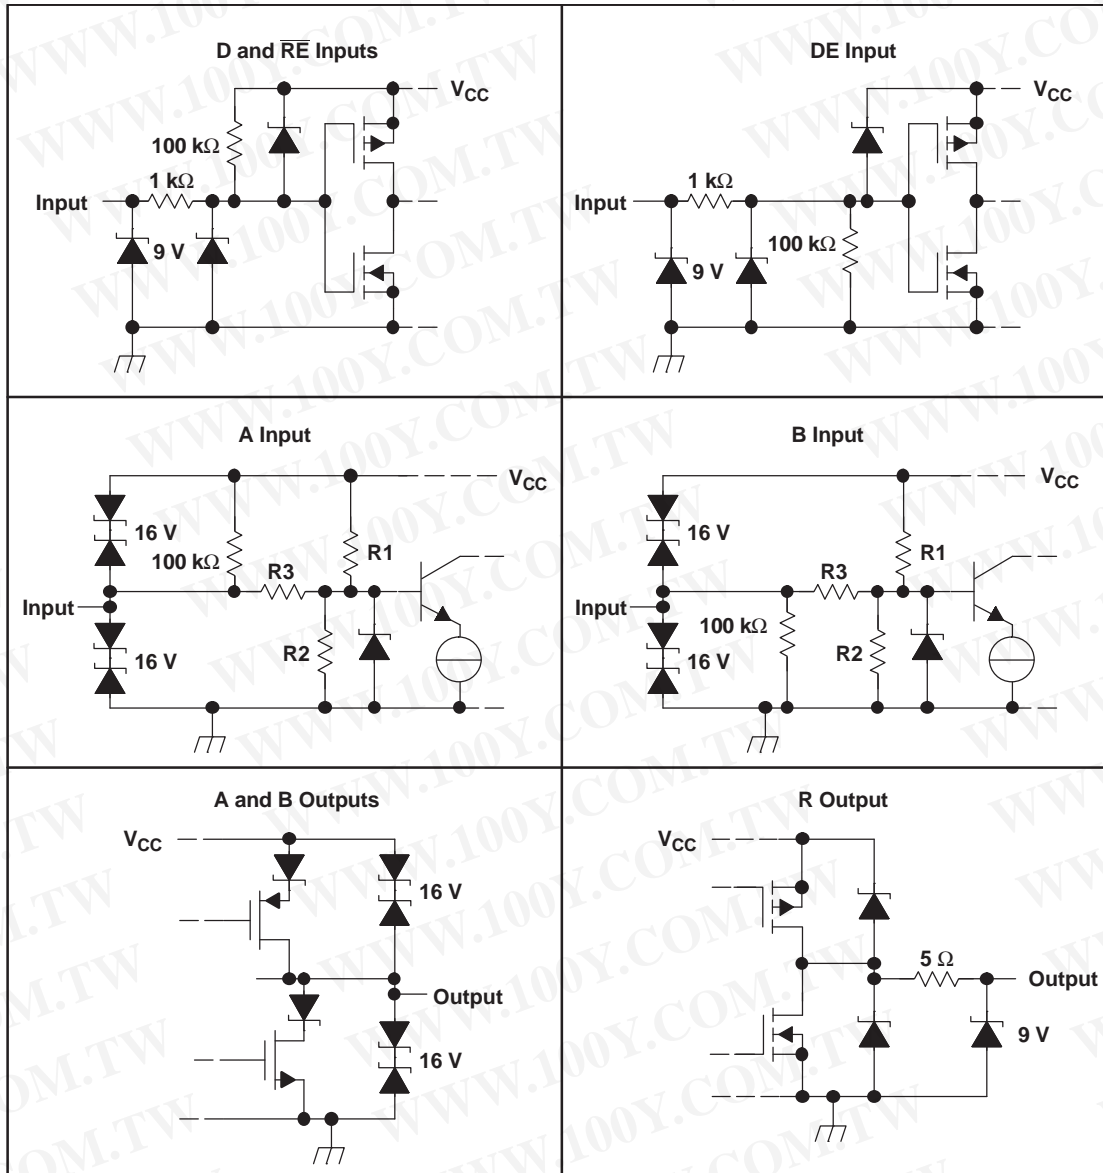 D and RE Inputs
VCC
100 kΩ
1 kΩ
Input
9 V
DE Input
VCC
1 kΩ
Input
100 kΩ
9 V
A Input
VCC
16 V
100 kΩ
R1
R3
Input
R2
16 V
B Input
VCC
16 V
R1
R3
Input
100 kΩ
R2
16 V
A and B Outputs
VCC
16 V
Output
16 V
R Output
VCC
5 Ω
Output
9 V
WWW.100Y.COM.TW